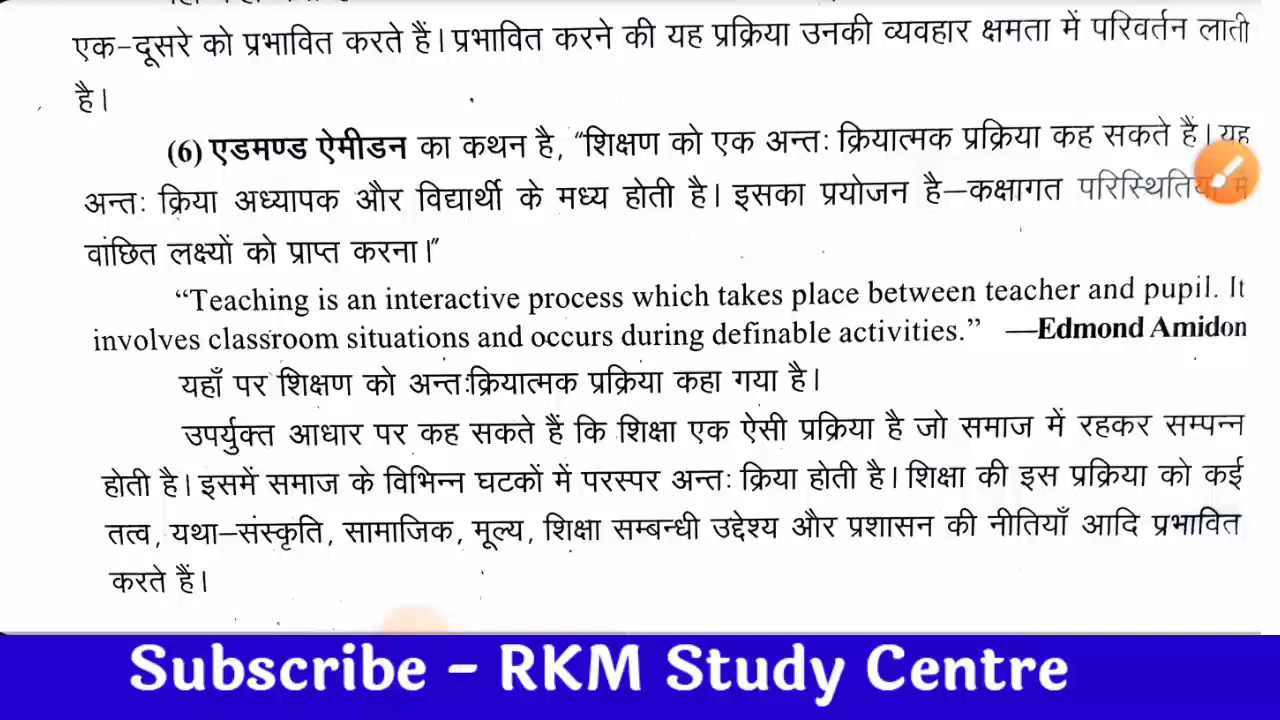 एक-दूसरे को प्रभावित करते हैं। प्रभावित करने की यह प्रक्रिया उनकी व्यवहार क्षमता में परिवर्तन लाती
है।
(6) एडमण्ड ऐमीडन का कथन है, “शिक्षण को एक अन्तः क्रियात्मक प्रक्रिया कह सकते हैं। यह
अन्तः क्रिया अध्यापक और विद्यार्थी के मध्य होती है। इसका प्रयोजन है—कक्षागत
वांछित लक्ष्यों को प्राप्त करना।”
“Teaching is an interactive process which takes place between teacher and pupil. It
involves classroom situations and occurs during definable activities.” —Edmond Amidon
यहाँ पर शिक्षण को अन्तःक्रियात्मक प्रक्रिया कहा गया है।
उपर्युक्त आधार पर कह सकते हैं कि शिक्षा एक ऐसी प्रक्रिया है जो समाज में रहकर सम्पन्न
होती है। इसमें समाज के विभिन्न घटकों में परस्पर अन्तः क्रिया होती है। शिक्षा की इस प्रक्रिया को कई
तत्व, यथा—संस्कृति, सामाजिक, मूल्य, शिक्षा सम्बन्धी उद्देश्य और प्रशासन की नीतियाँ आदि प्रभावित
करते हैं।
Subscribe - RKM Study Centre